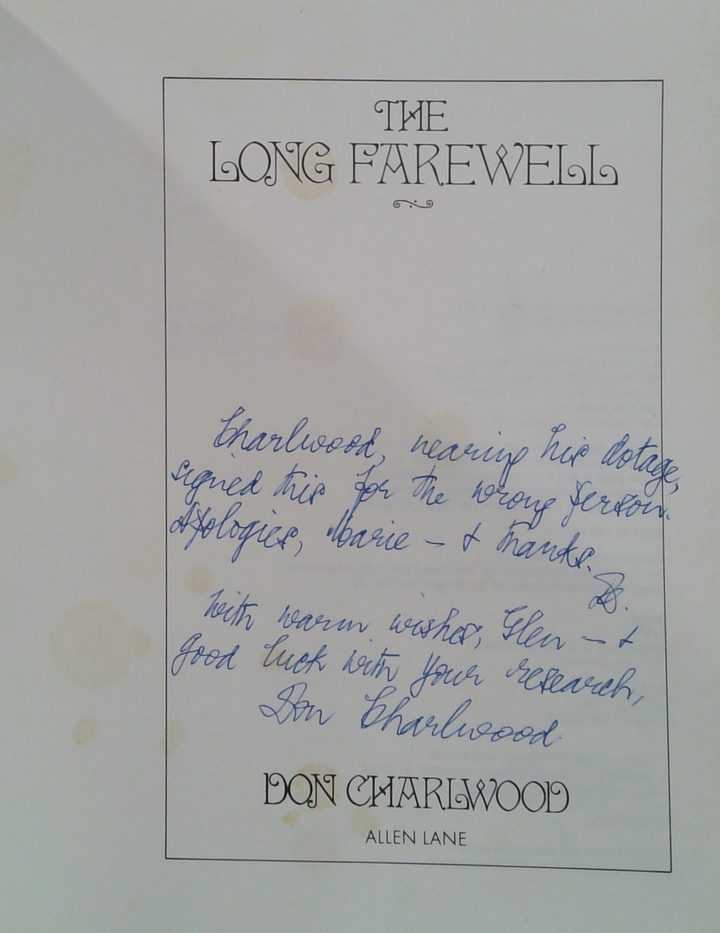 THE
LONG FAREWELL
Charlwood, nearing his dotage,
signed this for the wrong person.
Apologies, Marie – & thanks.
D.
With warm wishes, Glen – &
good luck with your research,
Don Charlwood
DON CHARLWOOD
ALLEN LANE